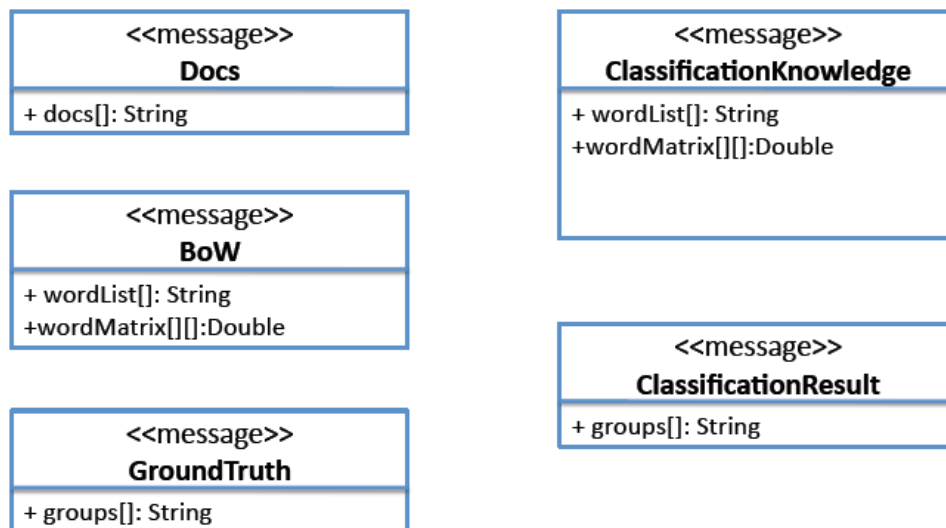 <<message>>
Docs
+ docs[]: String
<<message>>
BoW
+ wordList[]: String
+wordMatrix[][]:Double
<<message>>
GroundTruth
+ groups[]: String
<<message>>
ClassificationKnowledge
+ wordList[]: String
+wordMatrix[][]:Double
<<message>>
ClassificationResult
+ groups[]: String